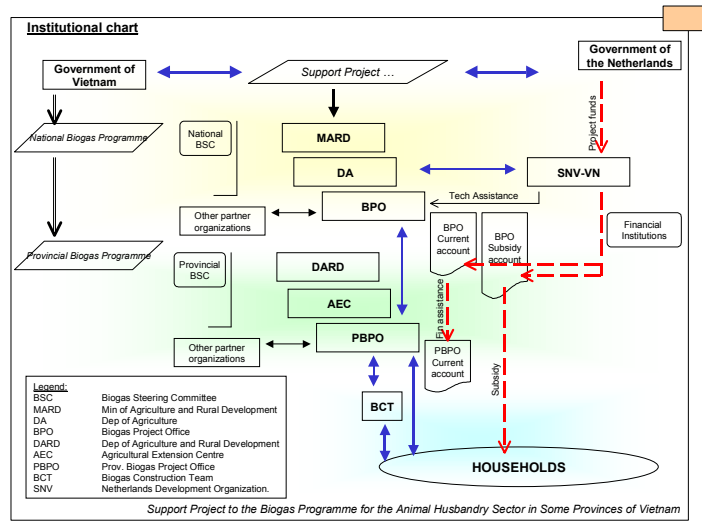 Institutional chart
Government of
Vietnam
Support Project …
Government of
the Netherlands
National Biogas Programme
National
BSC
MARD
Project funds
DA
SNV-VN
Tech Assistance
BPO
Other partner
organizations
BPO
Current
account
BPO
Subsidy
account
Financial
Institutions
Provincial Biogas Programme
Provincial
BSC
DARD
AEC
Fin assistance
PBPO
Other partner
organizations
PBPO
Current
account
Subsidy
BCT
HOUSEHOLDS
Legend:
BSC Biogas Steering Committee
MARD Min of Agriculture and Rural Development
DA Dep of Agriculture
BPO Biogas Project Office
DARD Dep of Agriculture and Rural Development
AEC Agricultural Extension Centre
PBPO Prov. Biogas Project Office
BCT Biogas Construction Team
SNV Netherlands Development Organization.
Support Project to the Biogas Programme for the Animal Husbandry Sector in Some Provinces of Vietnam